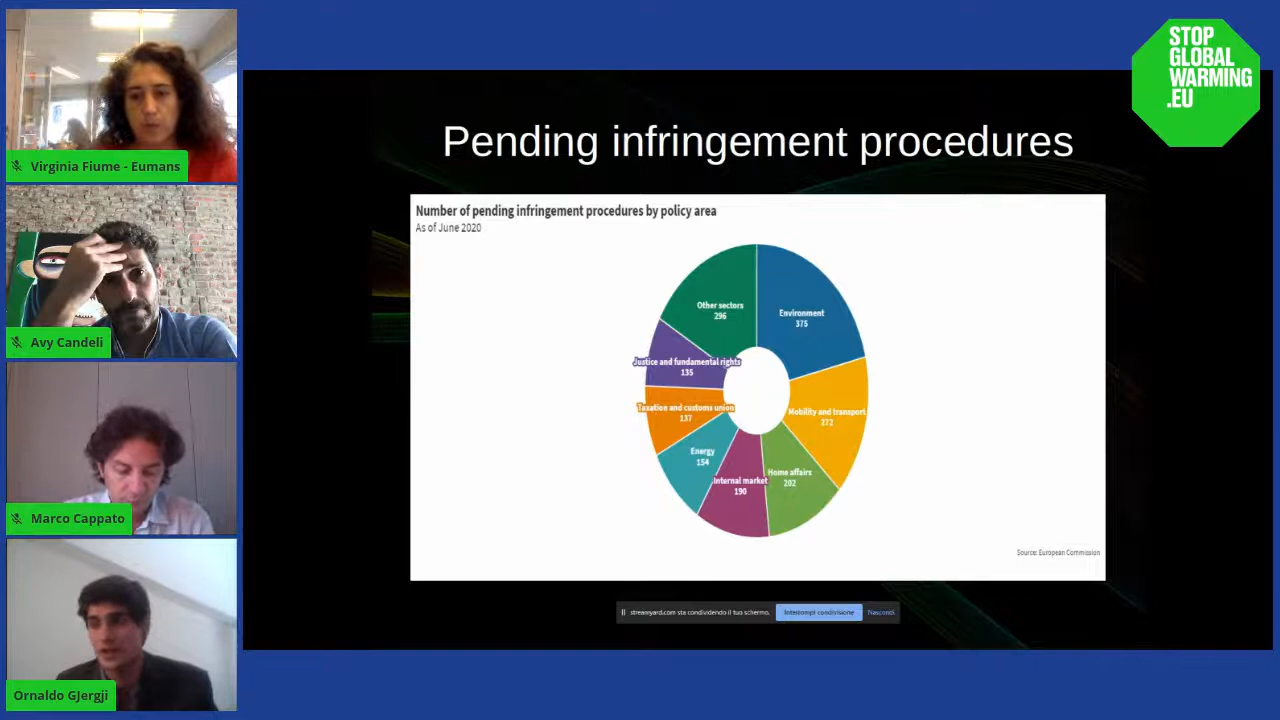 Virginia Fiume - Eumans
Avy Candeli
Marco Cappato
Ornaldo GJergji
STOP
GLOBAL
WARMING
.EU
Pending infringement procedures
Number of pending infringement procedures by policy area
As of June 2020
Other sectors
296
Environment
375
Justice and fundamental rights
135
Taxation and customs union
137
Mobility and transport
272
Energy
154
Internal market
190
Home affairs
202
Source: European Commission
streamyard.com sta condividendo il tuo schermo.
Interrompi condivisione
Nascondi